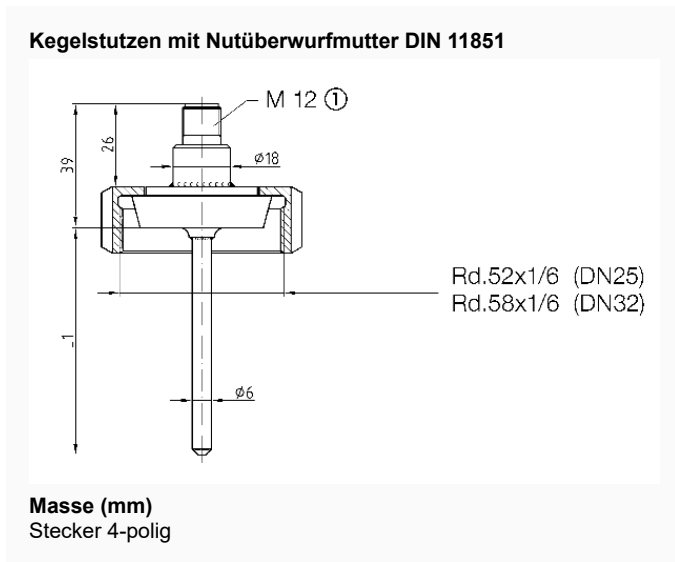 Kegelstutzen mit Nutüberwurfmutter DIN 11851
M 12 ①
26
39
ø18
Rd.52x1/6 (DN25)
Rd.58x1/6 (DN32)
ø6
Masse (mm)
Stecker 4-polig